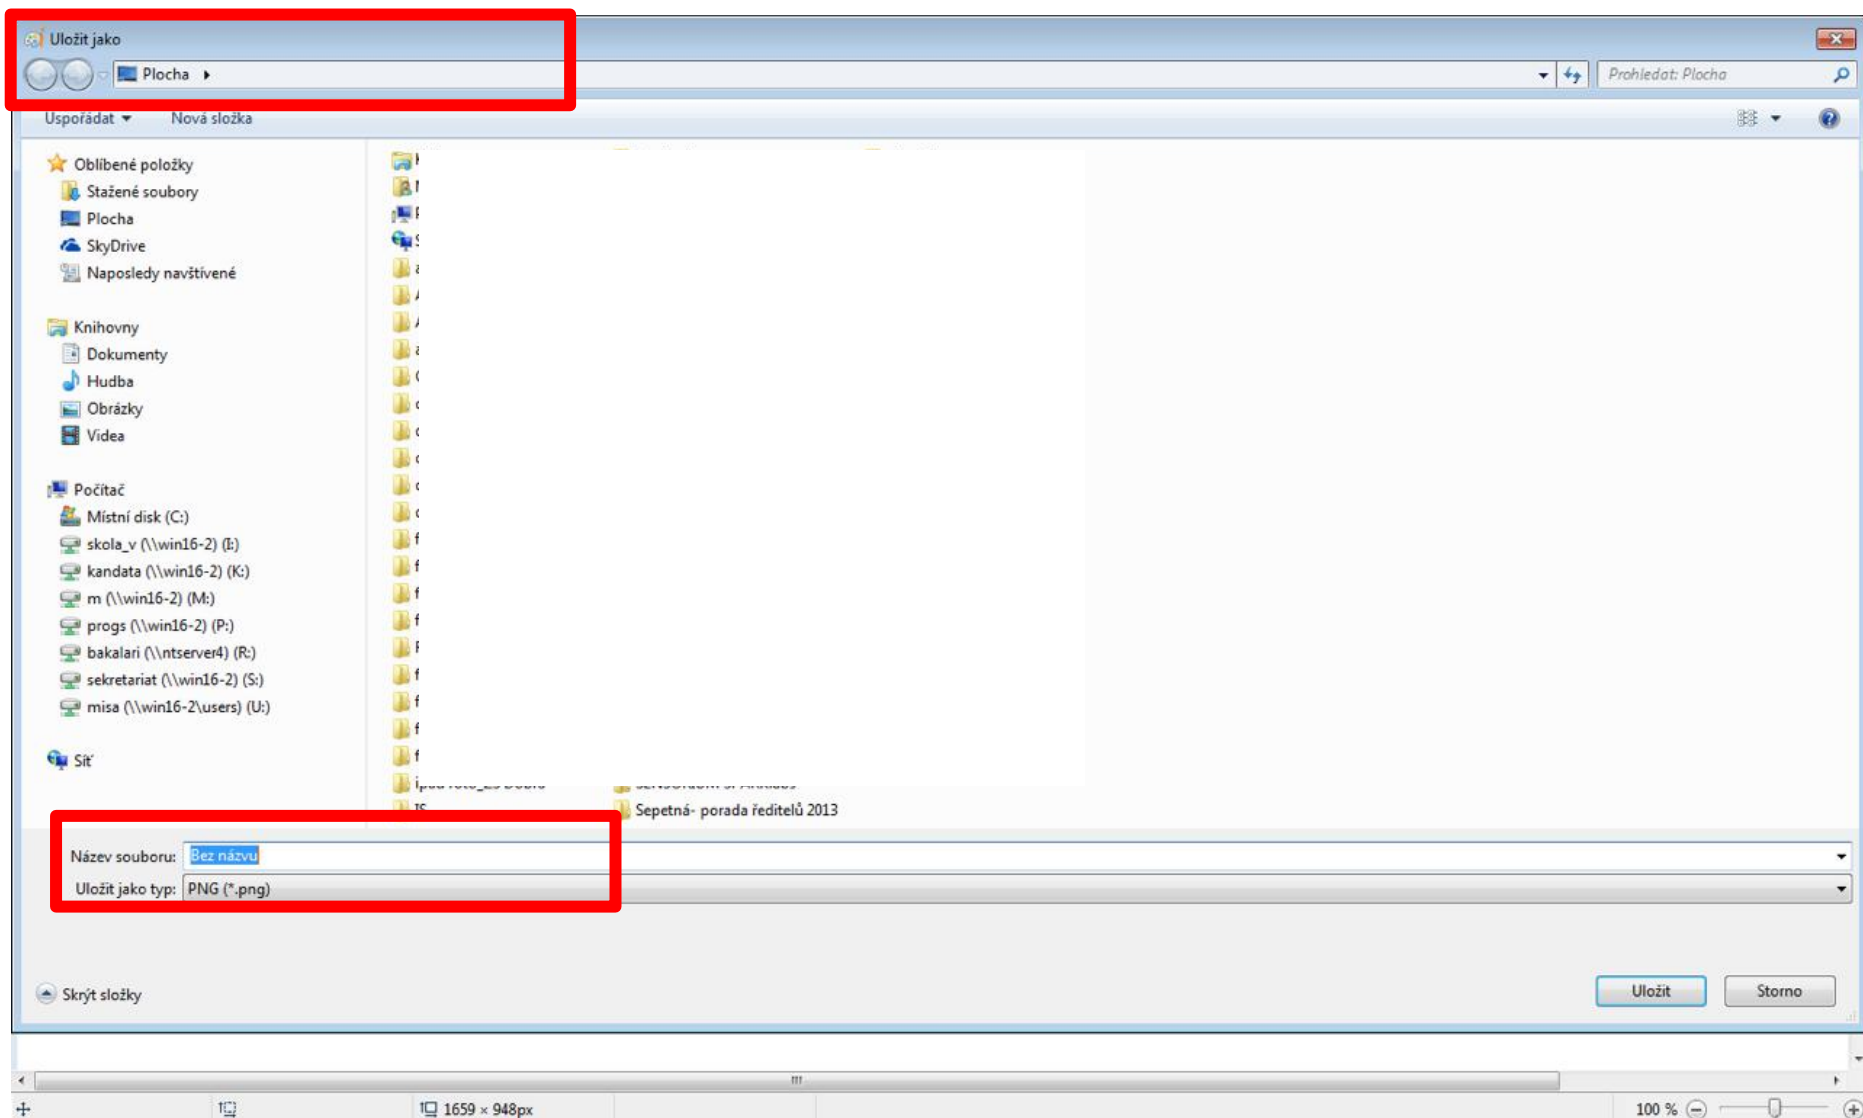 Uložit jako
Plocha
Prohledat: Plocha
Uspořádat
Nová složka
Oblíbené položky
Stažené soubory
Plocha
SkyDrive
Naposledy navštívené
Knihovny
Dokumenty
Hudba
Obrázky
Videa
Počítač
Místní disk (C:)
skola_v (\\win16-2) (I:)
kandata (\\win16-2) (K:)
m (\\win16-2) (M:)
progs (\\win16-2) (P:)
bakalari (\\ntserver4) (R:)
sekretariat (\\win16-2) (S:)
misa (\\win16-2\users) (U:)
Síť
Sepetná- porada ředitelů 2013
Název souboru: Bez názvu
Uložit jako typ: PNG (*.png)
Skrýt složky
Uložit
Storno
1659 × 948px
100 %